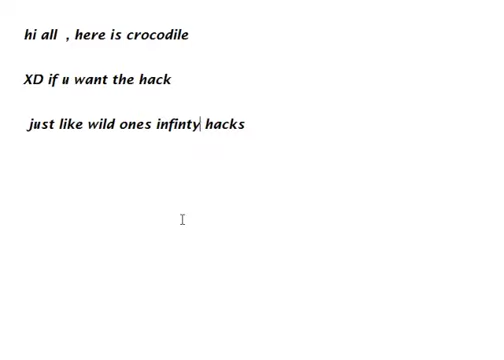 hi all , here is crocodile
XD if u want the hack
just like wild ones infinty hacks